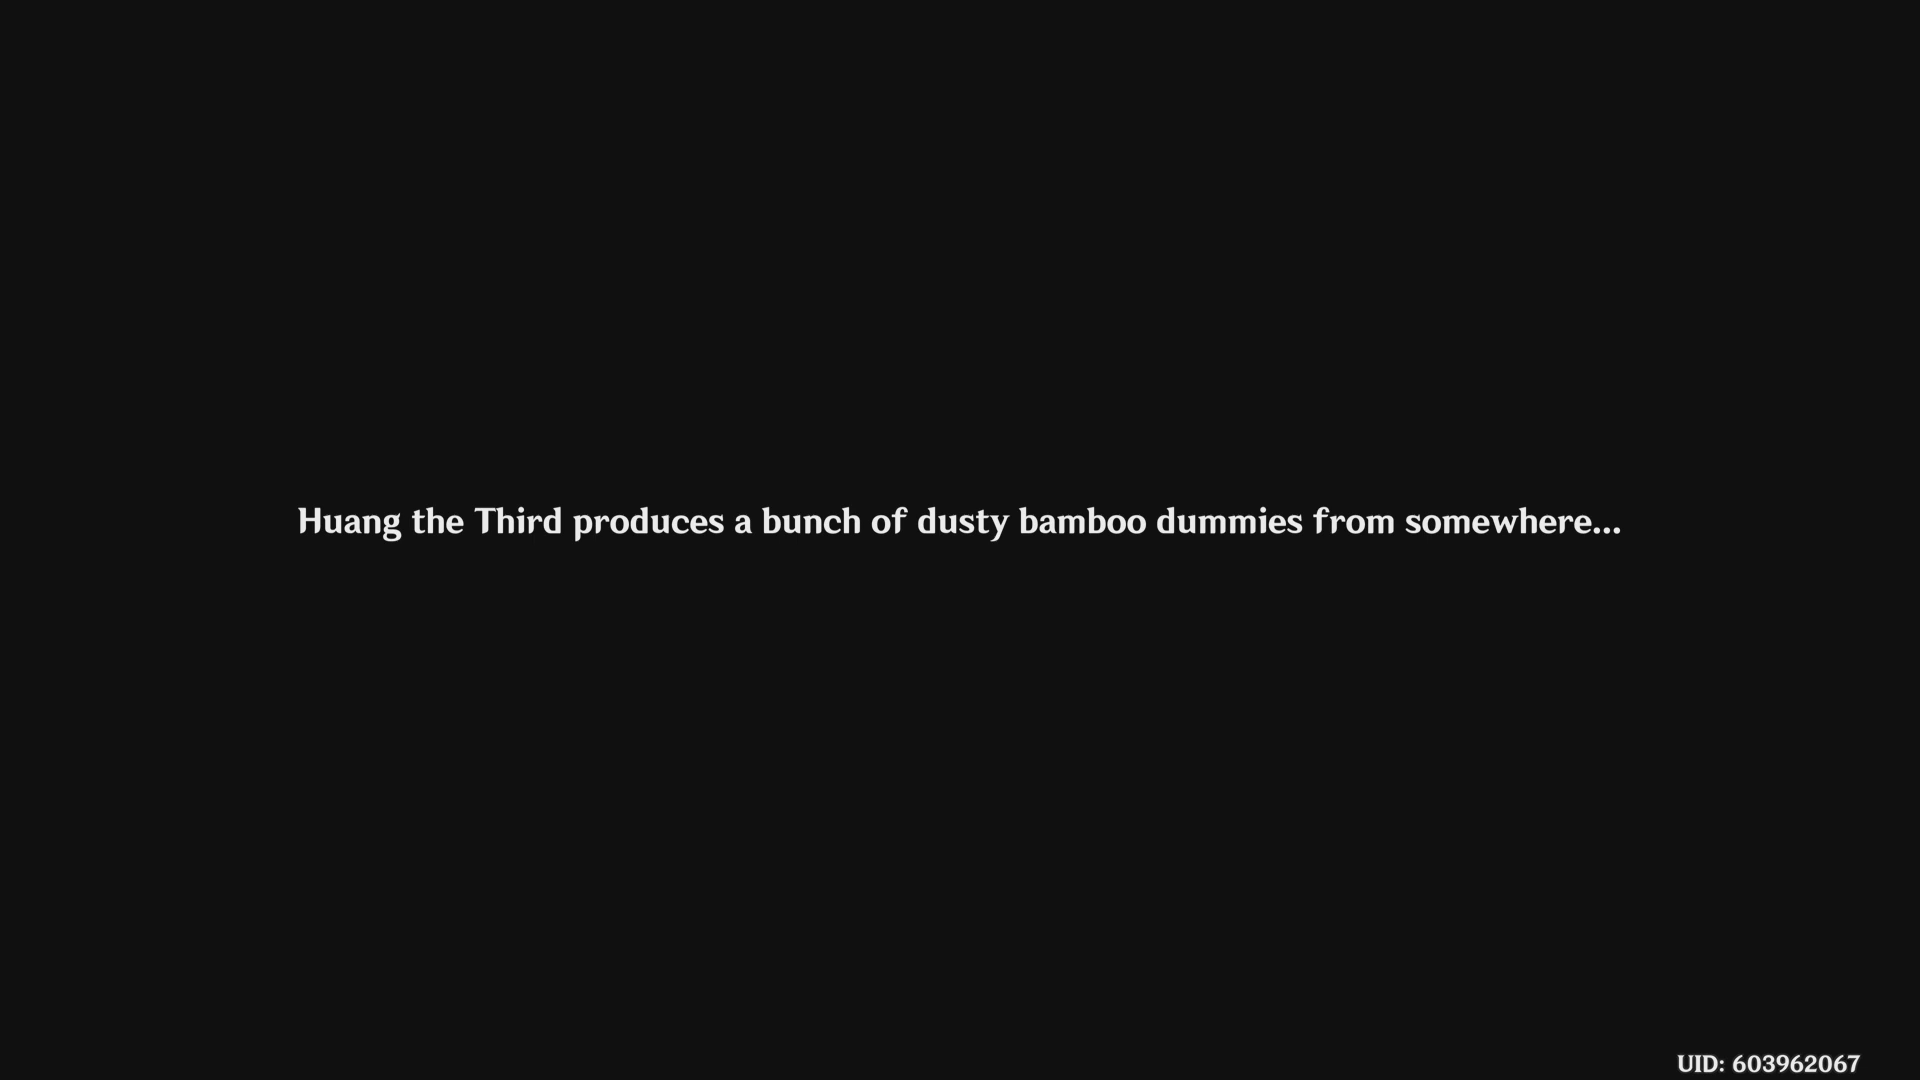 Huang the Third produces a bunch of dusty bamboo dummies from somewhere...
UID: 603962067